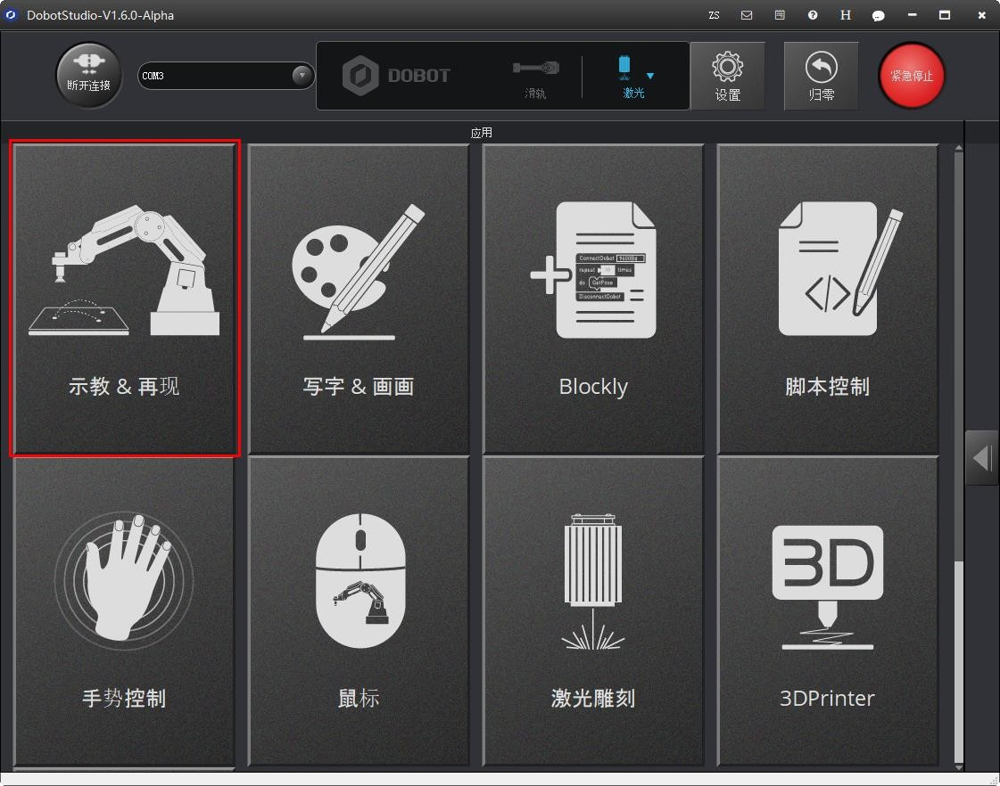 DobotStudio-V1.6.0-Alpha
ZS
H
断开连接
COM3
DOBOT
滑轨
激光
设置
归零
紧急停止
应用
示教 & 再现
写字 & 画画
ConnectDobot 9600Bd
repeat 10 times
do GetPose
DisconnectDobot
Blockly
</>
脚本控制
手势控制
鼠标
激光雕刻
3D
3DPrinter